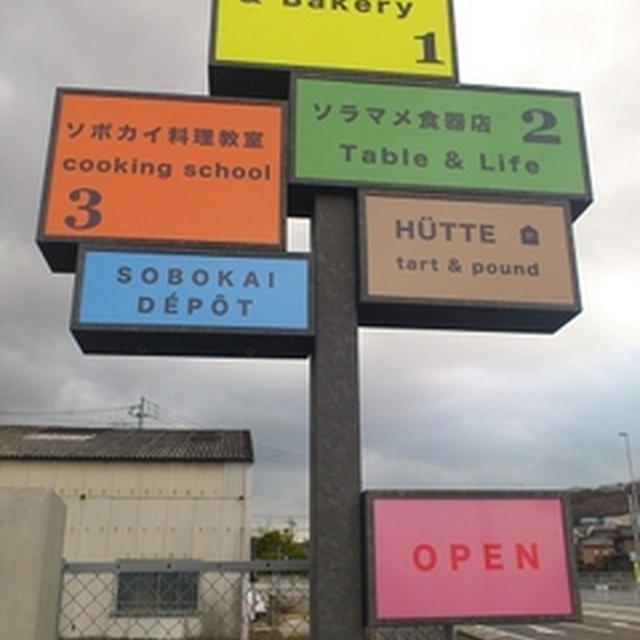 & Bakery
1
ソラマメ食器店 2
Table & Life
ソボカイ料理教室
cooking school
3
HÜTTE
tart & pound
SOBOKAI
DÉPÔT
OPEN